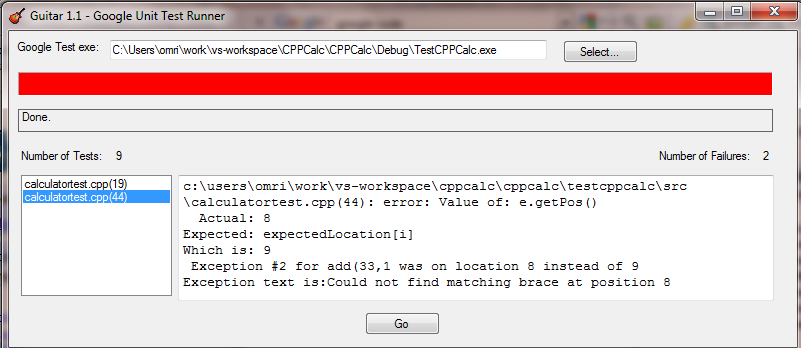 Guitar 1.1 - Google Unit Test Runner
Google Test exe: C:\Users\omri\work\vs-workspace\CPPCalc\CPPCalc\Debug\TestCPPCalc.exe Select...
Done.
Number of Tests: 9 Number of Failures: 2
calculatortest.cpp(19)
calculatortest.cpp(44)
c:\users\omri\work\vs-workspace\cppcalc\cppcalc\testcppcalc\src
\calculatortest.cpp(44): error: Value of: e.getPos()
Actual: 8
Expected: expectedLocation[i]
Which is: 9
Exception #2 for add(33,1 was on location 8 instead of 9
Exception text is:Could not find matching brace at position 8
Go